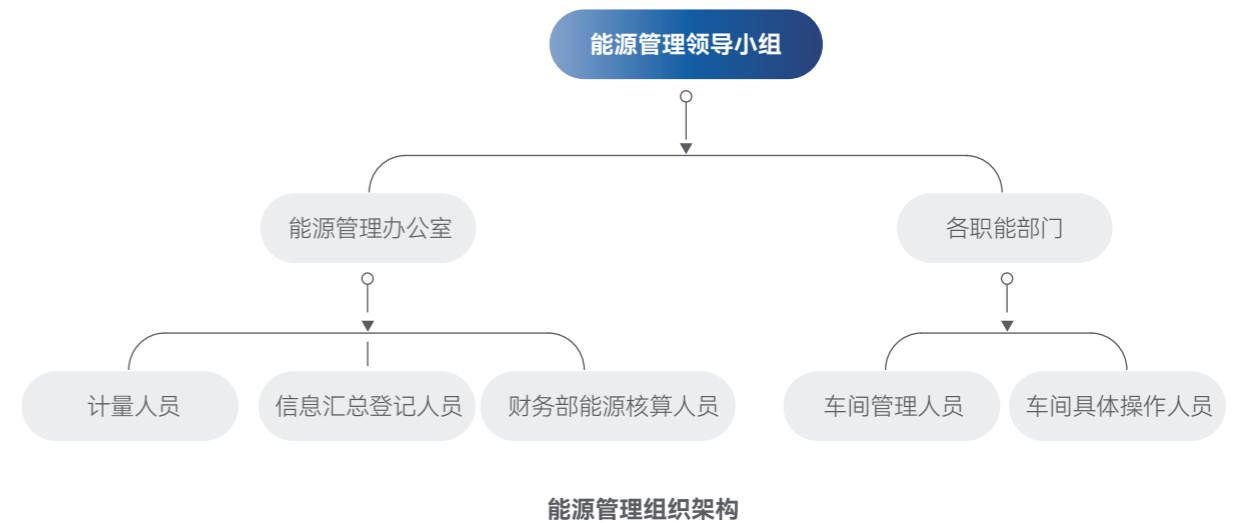 能源管理领导小组
能源管理办公室
各职能部门
计量人员
信息汇总登记人员
财务部能源核算人员
车间管理人员
车间具体操作人员
能源管理组织架构